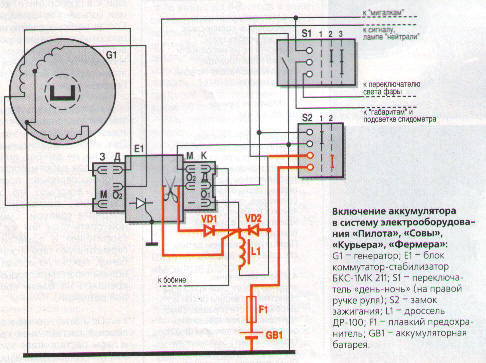 G1
к "мигалкам"
к сигналу,
лампе "нейтрали"
S1 1 2 3
к переключателю
света фары
к "габаритам" и
подсветке спидометра
S2 1 2
З Д
E1
М К
М O₂
O₂ Д
O
VD1
VD2
L1
к бобине
F1
GB1
Включение аккумулятора
в систему электрооборудова-
ния «Пилота», «Совы»,
«Курьера», «Фермера»:
G1 – генератор; E1 – блок
коммутатор-стабилизатор
БКС-1МК 211; S1 – переключа-
тель «день-ночь» (на правой
ручке руля); S2 – замок
зажигания; L1 – дроссель
ДР-100; F1 – плавкий предохра-
нитель; GB1 – аккумуляторная
батарея.